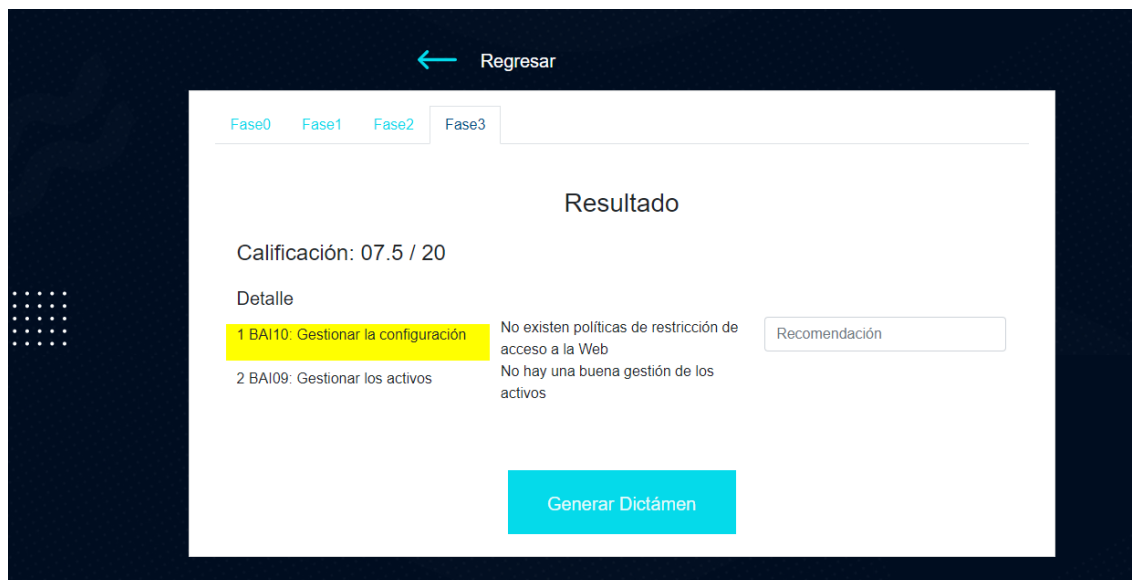 Regresar
Fase0 Fase1 Fase2 Fase3
Resultado
Calificación: 07.5 / 20
Detalle
1 BAI10: Gestionar la configuración
2 BAI09: Gestionar los activos
No existen políticas de restricción de
acceso a la Web
No hay una buena gestión de los
activos
Recomendación
Generar Dictámen